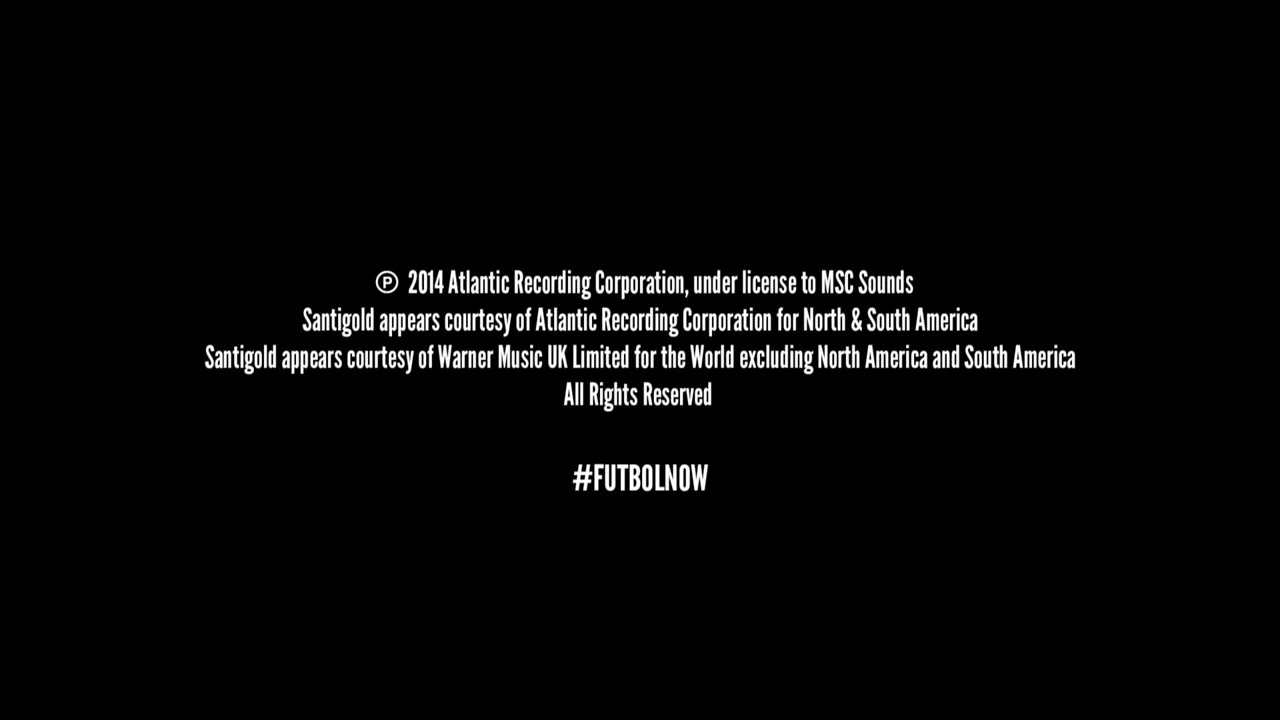 ℗ 2014 Atlantic Recording Corporation, under license to MSC Sounds
Santigold appears courtesy of Atlantic Recording Corporation for North & South America
Santigold appears courtesy of Warner Music UK Limited for the World excluding North America and South America
All Rights Reserved
#FUTBOLNOW